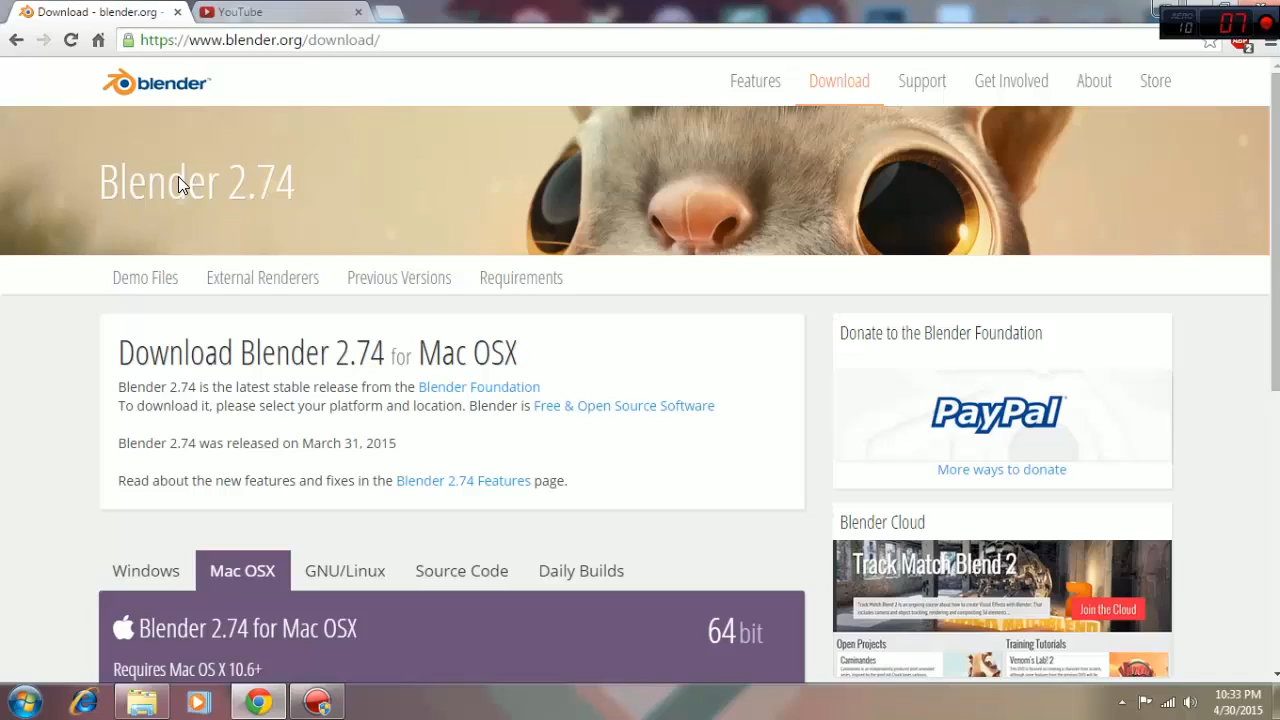 Download - blender.org -
YouTube
https://www.blender.org/download/
10
07
ABP
2
blender
Features
Download
Support
Get Involved
About
Store
Blender 2.74
Demo Files
External Renderers
Previous Versions
Requirements
Download Blender 2.74 for Mac OSX
Blender 2.74 is the latest stable release from the Blender Foundation
To download it, please select your platform and location. Blender is Free & Open Source Software
Blender 2.74 was released on March 31, 2015
Read about the new features and fixes in the Blender 2.74 Features page.
Donate to the Blender Foundation
PayPal
More ways to donate
Blender Cloud
Track Match Blend 2
Join the Cloud
Open Projects
Training Tutorials
Caminandes
Venom's Lab! 2
Windows
Mac OSX
GNU/Linux
Source Code
Daily Builds
Blender 2.74 for Mac OSX
64 bit
Requires Mac OS X 10.6+
10:33 PM
4/30/2015